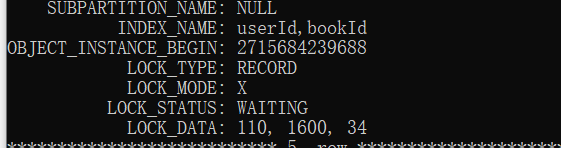 SUBPARTITION_NAME: NULL
INDEX_NAME: userId,bookId
OBJECT_INSTANCE_BEGIN: 2715684239688
LOCK_TYPE: RECORD
LOCK_MODE: X
LOCK_STATUS: WAITING
LOCK_DATA: 110, 1600, 34
*************************** 5. row *********************